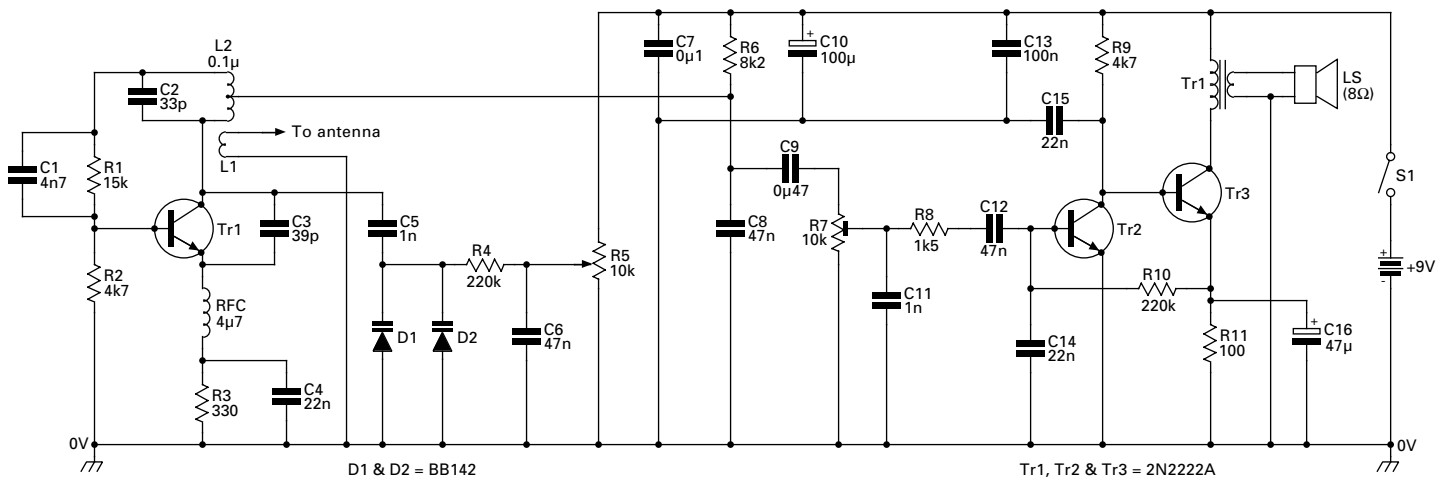 L2
0.1µ
C2
33p
To antenna
L1
C1
4n7
R1
15k
Tr1
C3
39p
R2
4k7
RFC
4µ7
R3
330
C4
22n
C5
1n
R4
220k
R5
10k
D1
D2
C6
47n
C7
0µ1
R6
8k2
+
C10
100µ
C9
0µ47
C8
47n
R7
10k
R8
1k5
C11
1n
C12
47n
C13
100n
C15
22n
R9
4k7
Tr2
Tr1
LS
(8Ω)
Tr3
R10
220k
C14
22n
R11
100
+
C16
47µ
S1
+
+9V
-
0V
0V
D1 & D2 = BB142
Tr1, Tr2 & Tr3 = 2N2222A